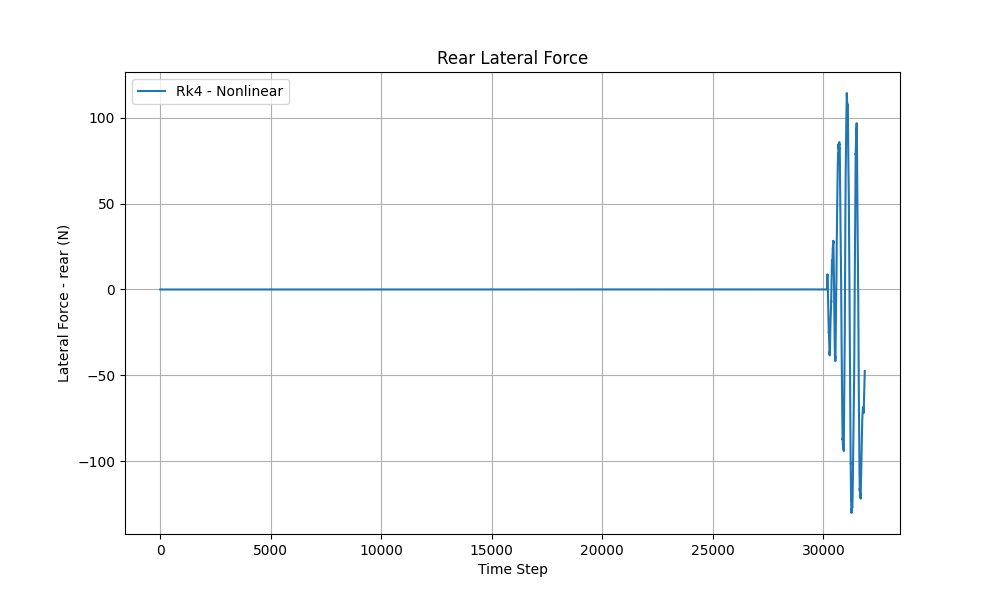 Rear Lateral Force
Rk4 - Nonlinear
100
50
0
−50
−100
Lateral Force - rear (N)
0 5000 10000 15000 20000 25000 30000
Time Step